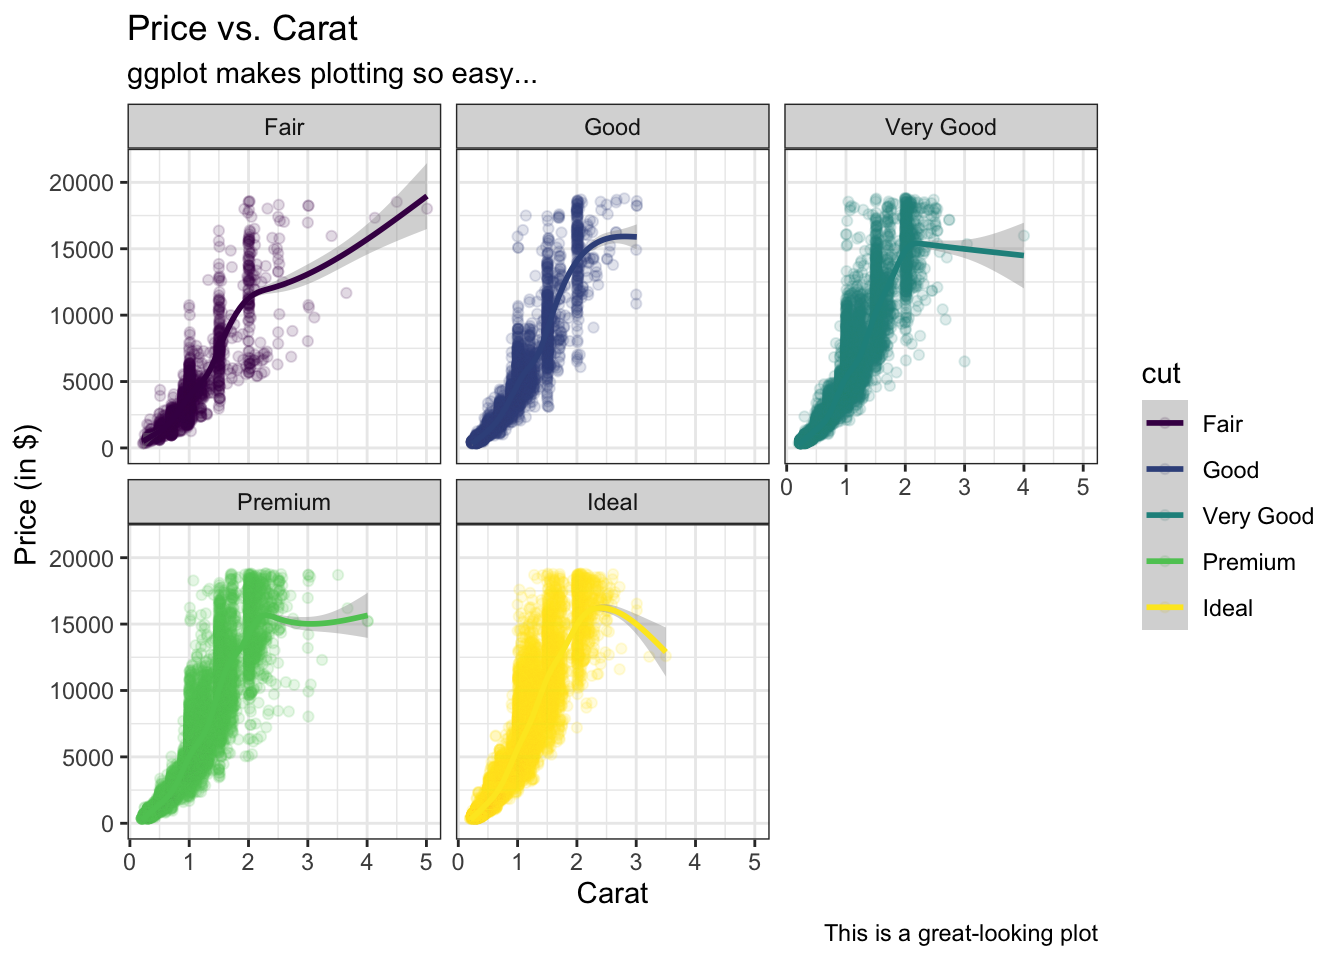 Price vs. Carat
ggplot makes plotting so easy...
Fair Good Very Good
20000
15000
10000
5000
0
0 1 2 3 4 5
Premium Ideal
20000
15000
10000
5000
0
0 1 2 3 4 5 0 1 2 3 4 5
Price (in $)
Carat
cut
Fair
Good
Very Good
Premium
Ideal
This is a great-looking plot